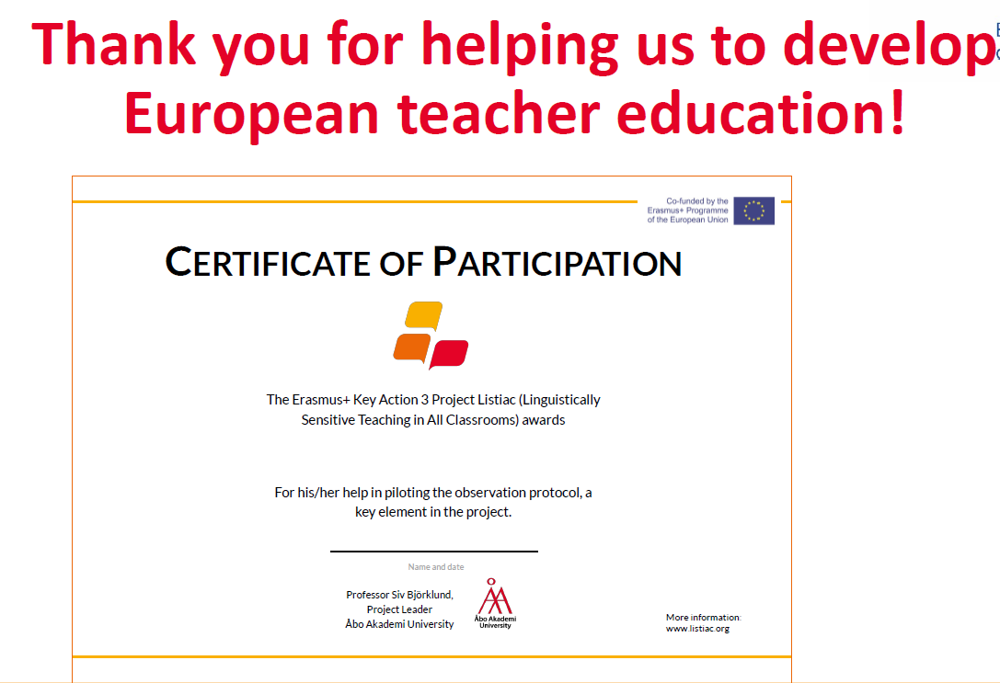 Thank you for helping us to develop
European teacher education!
Co-funded by the
Erasmus+ Programme
of the European Union
CERTIFICATE OF PARTICIPATION
The Erasmus+ Key Action 3 Project Listiac (Linguistically
Sensitive Teaching in All Classrooms) awards
For his/her help in piloting the observation protocol, a
key element in the project.
Name and date
Professor Siv Björklund,
Project Leader
Åbo Akademi University
Åbo Akademi
University
More information:
www.listiac.org